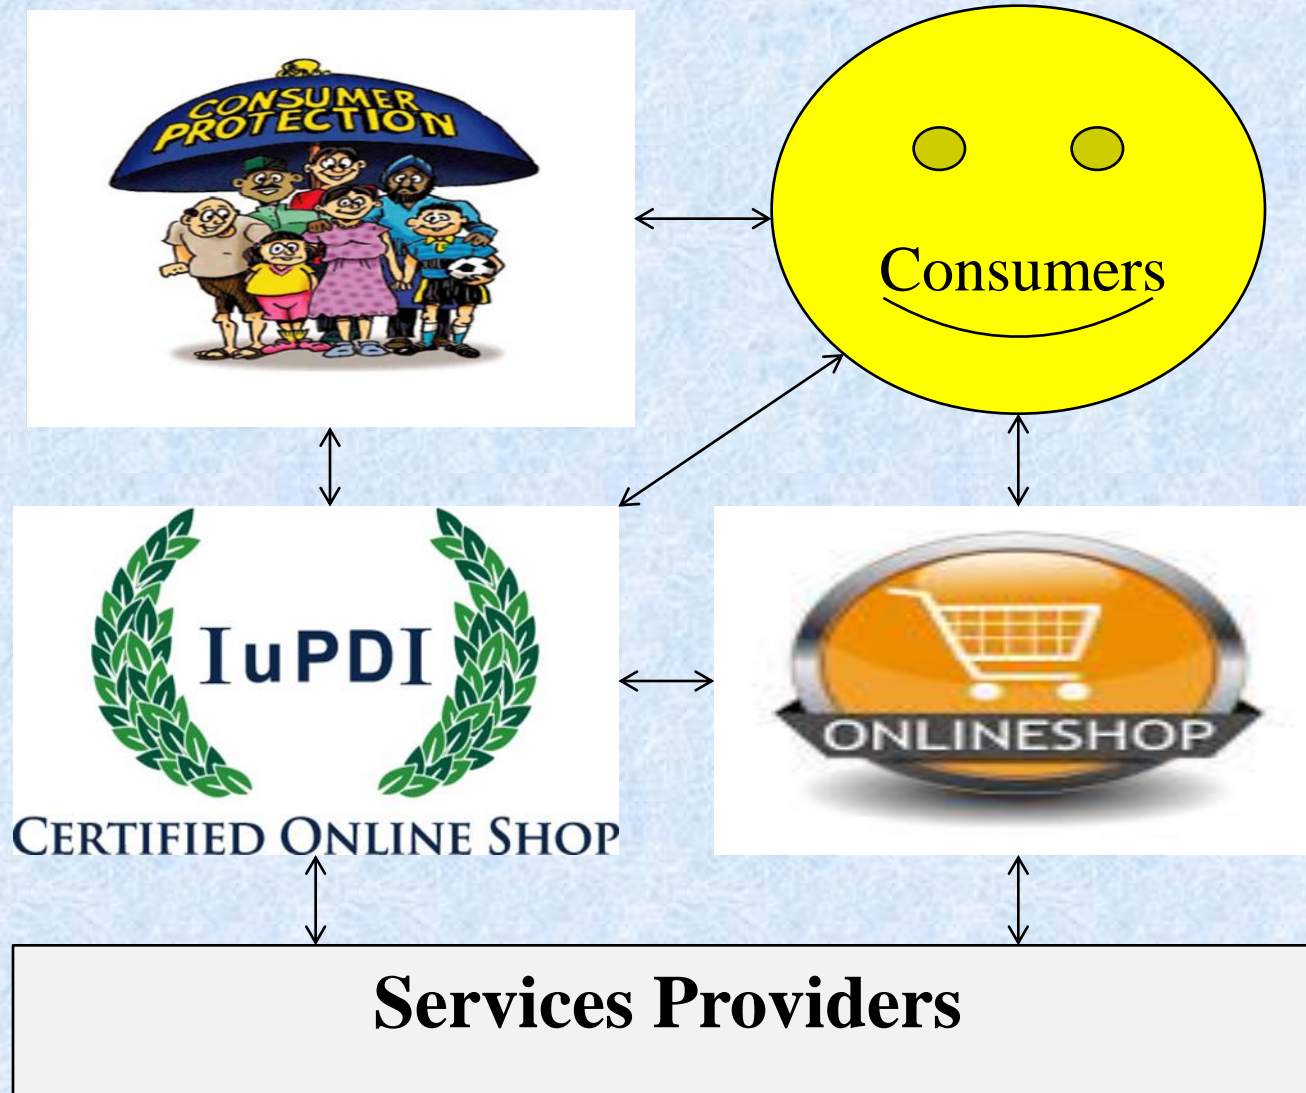 CONSUMER
PROTECTION
Consumers
IuPDI
CERTIFIED ONLINE SHOP
ONLINESHOP
Services Providers